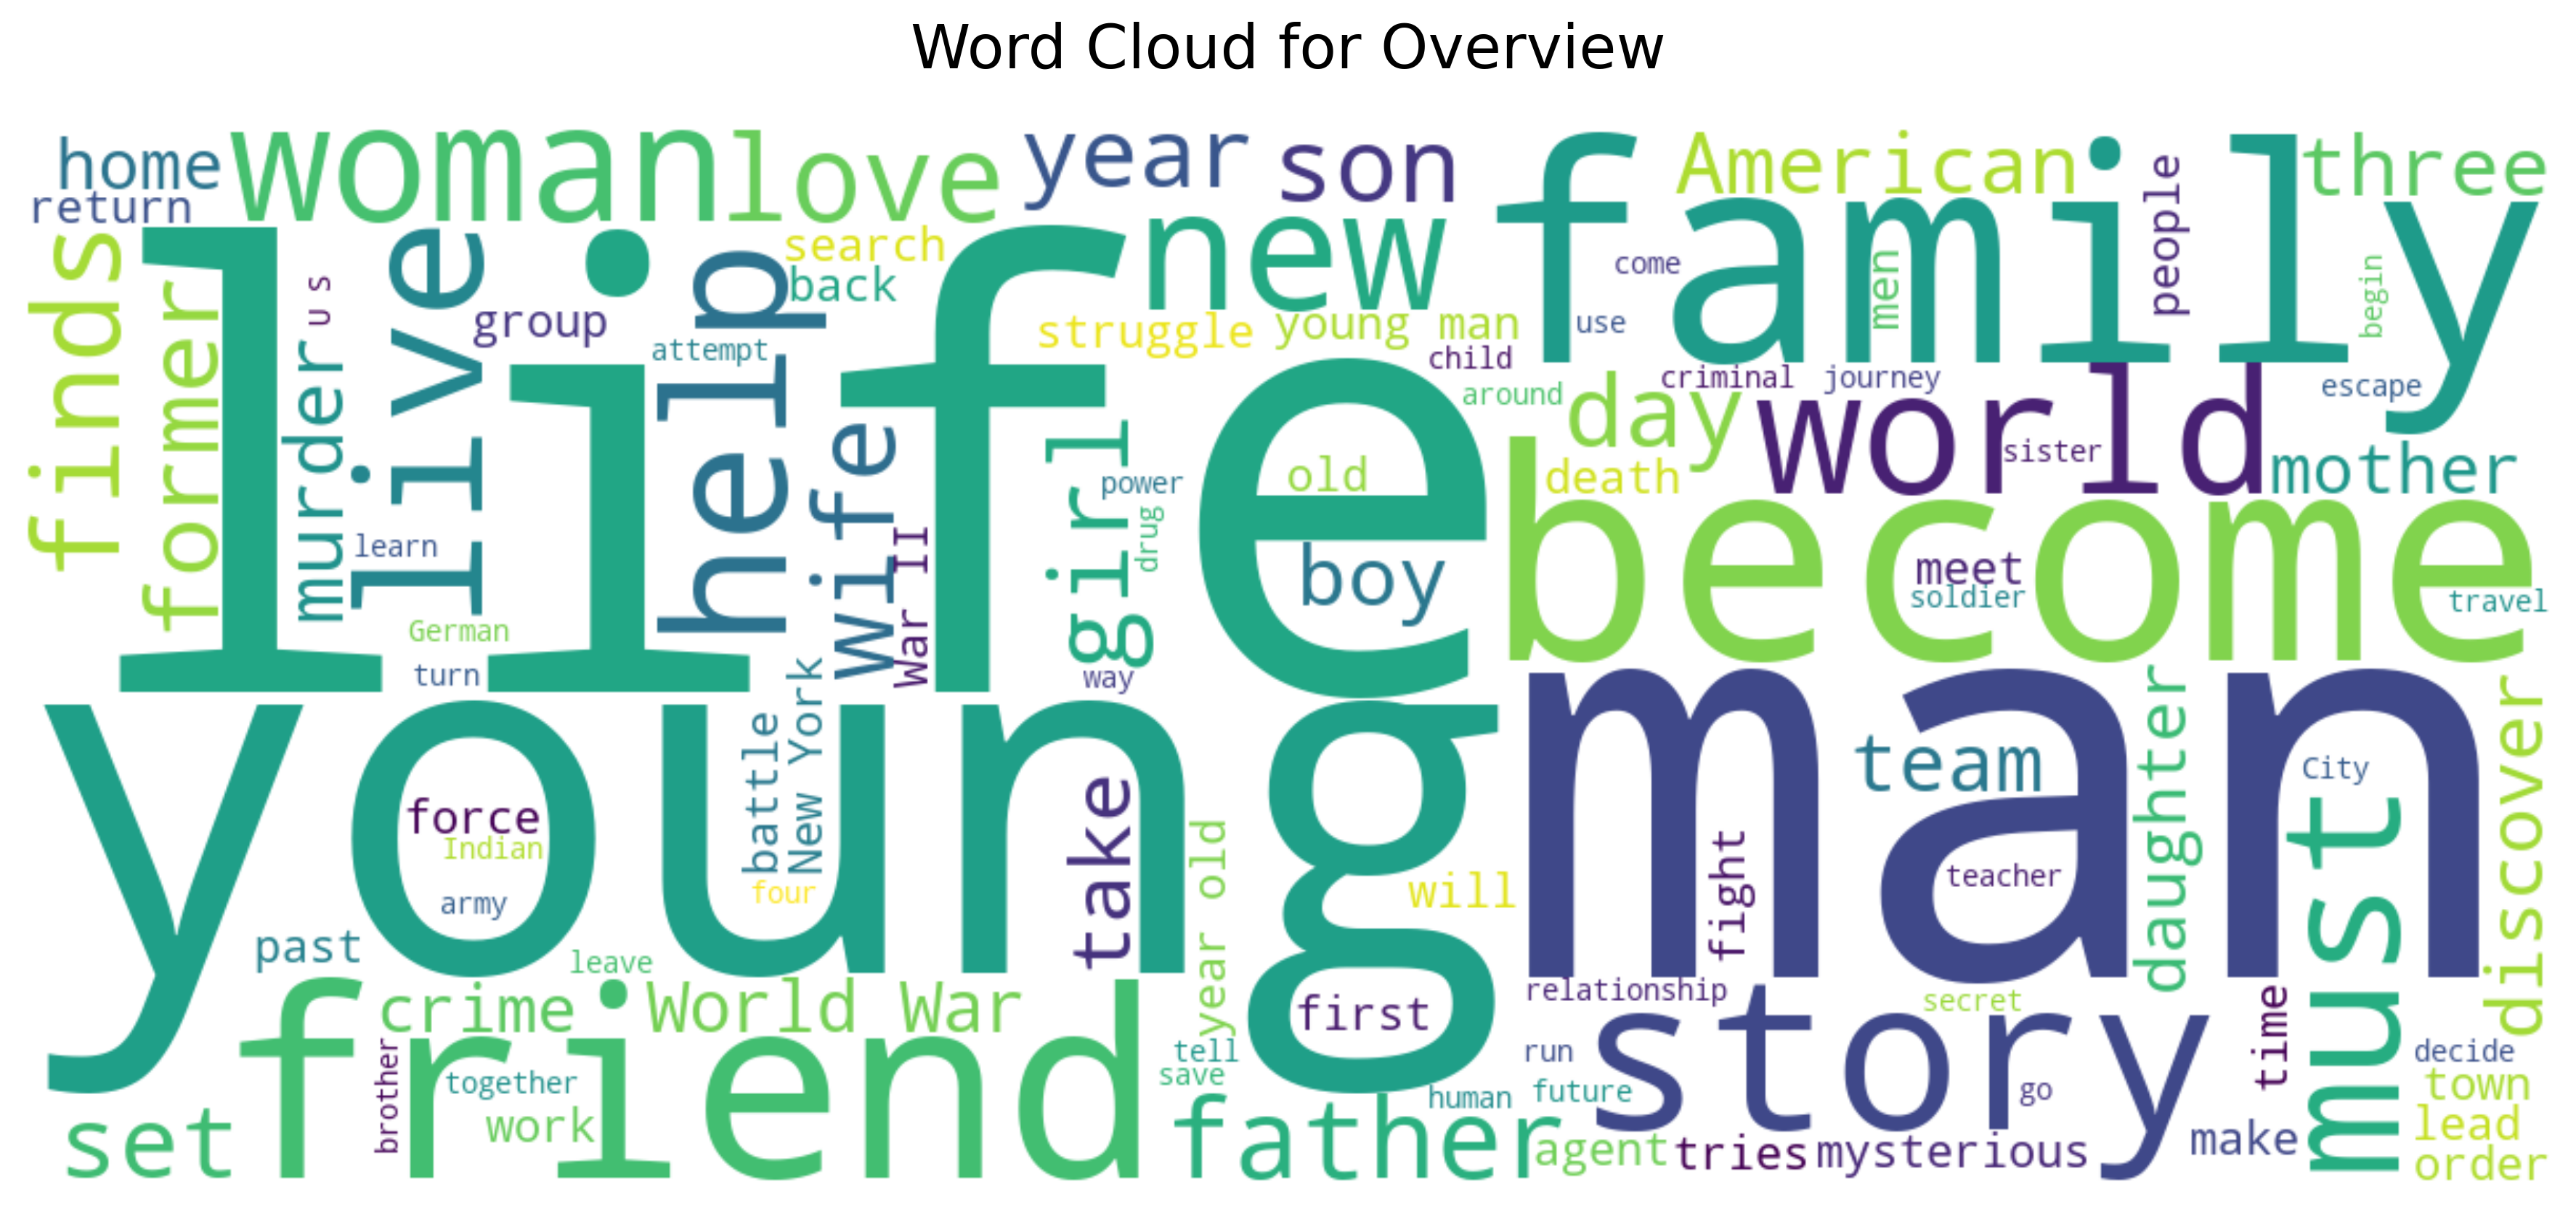 Word Cloud for Overview
home
woman
love
year
son
family
American
people
three
return
finds
former
life
u s
murder
live
group
help
search
back
attempt
new
struggle
young man
come
use
men
begin
child
around
criminal
journey
escape
day
world
sister
mother
death
wife
War II
girl
power
drug
old
boy
become
meet
soldier
travel
learn
German
turn
way
young
man
force
Indian
army
battle
New York
four
take
year old
will
fight
team
teacher
daughter
City
must
discover
past
leave
crime
World War
friend
brother
together
work
set
first
tell
save
father
human
relationship
run
future
story
secret
go
time
decide
town
lead
order
agent
tries
mysterious
make